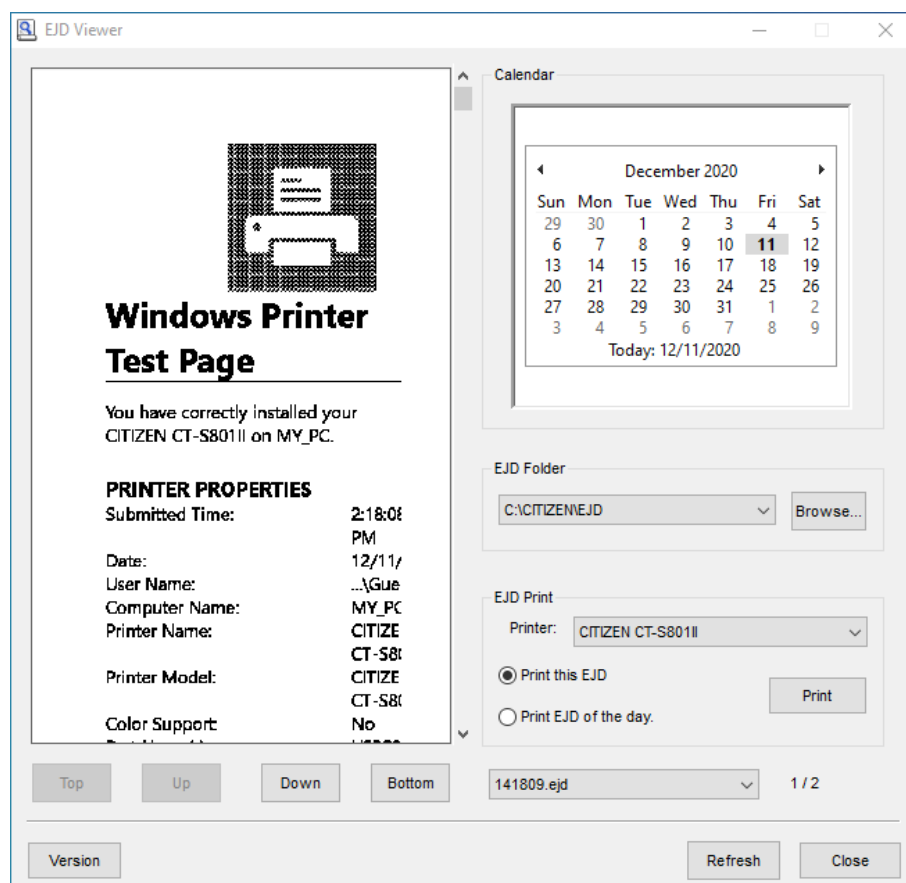 EJD Viewer
Windows Printer
Test Page
You have correctly installed your
CITIZEN CT-S801II on MY_PC.
PRINTER PROPERTIES
Submitted Time: 2:18:08
PM
Date: 12/11/
User Name: ...\Gue
Computer Name: MY_PC
Printer Name: CITIZE
CT-S80
Printer Model: CITIZE
CT-S80
Color Support: No
Top Up Down Bottom
Calendar
December 2020
Sun Mon Tue Wed Thu Fri Sat
29 30 1 2 3 4 5
6 7 8 9 10 11 12
13 14 15 16 17 18 19
20 21 22 23 24 25 26
27 28 29 30 31 1 2
3 4 5 6 7 8 9
Today: 12/11/2020
EJD Folder
C:\CITIZEN\EJD Browse...
EJD Print
Printer: CITIZEN CT-S801II
Print this EJD
Print EJD of the day.
Print
141809.ejd 1 / 2
Version Refresh Close